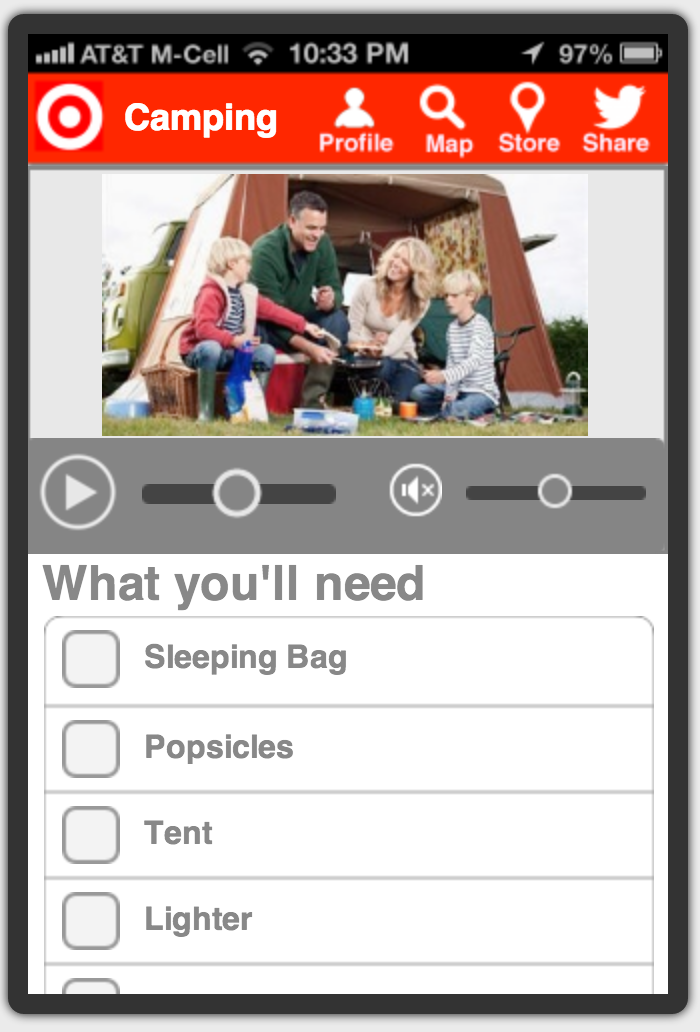 AT&T M-Cell 10:33 PM 97%
Camping
Profile Map Store Share
What you'll need
Sleeping Bag
Popsicles
Tent
Lighter